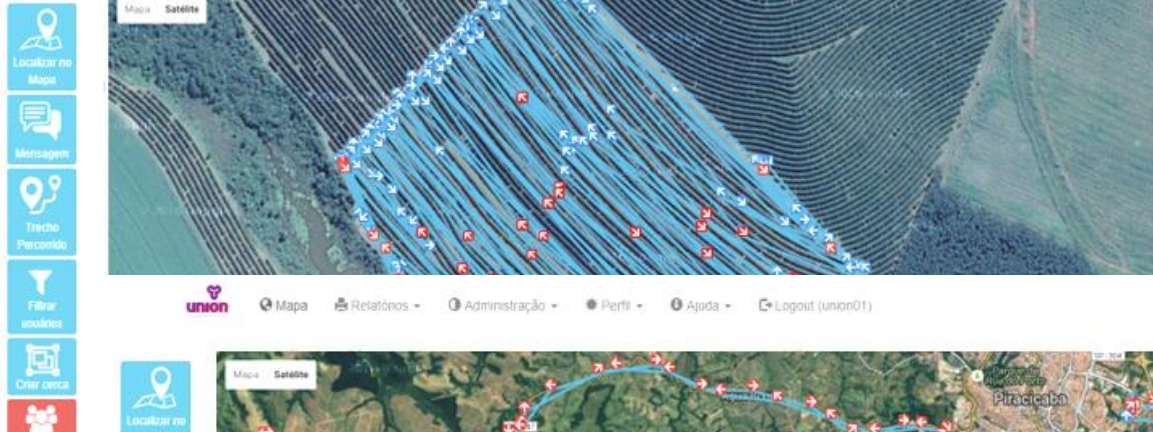 Mapa Satélite
Localizar no
Mapa
Mensagem
Trecho
Percorrido
Filtrar
usuários
Criar cerca
union
Mapa Relatórios Administração Perfil Ajuda Logout (union01)
Localizar no
Mapa Satélite
Piracicaba